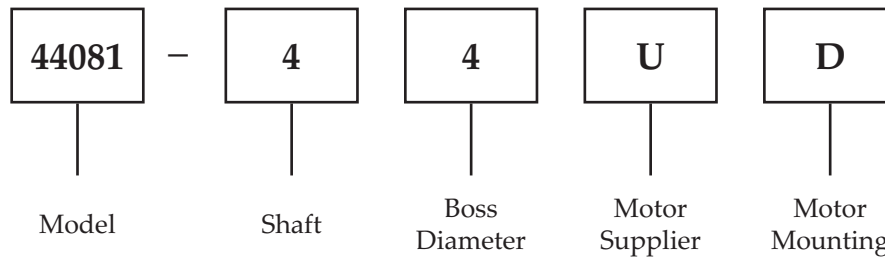 44081 – 4 4 U D
Model Shaft Boss Diameter Motor Supplier Motor Mounting